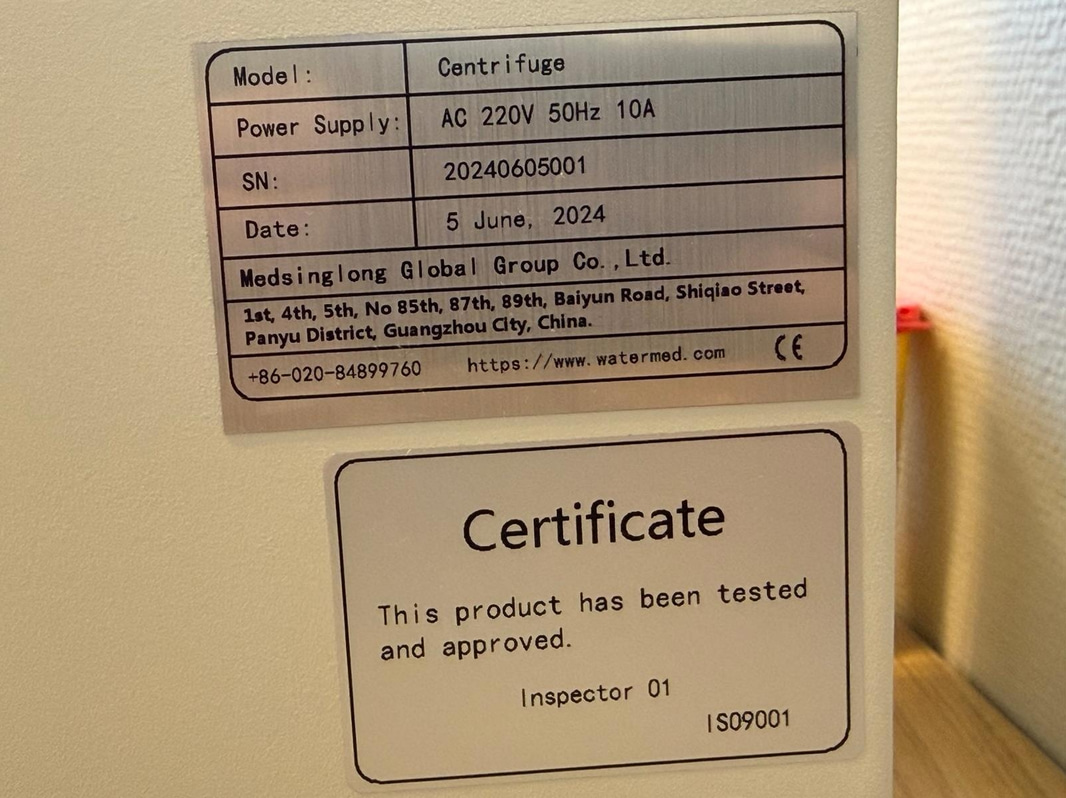 Model: Centrifuge
Power Supply: AC 220V 50Hz 10A
SN: 20240605001
Date: 5 June, 2024
Medsinglong Global Group Co.,Ltd.
1st, 4th, 5th, No 85th, 87th, 89th, Baiyun Road, Shiqiao Street,
Panyu District, Guangzhou City, China.
+86-020-84899760 https://www.watermed.com CE
Certificate
This product has been tested
and approved.
Inspector 01
ISO9001